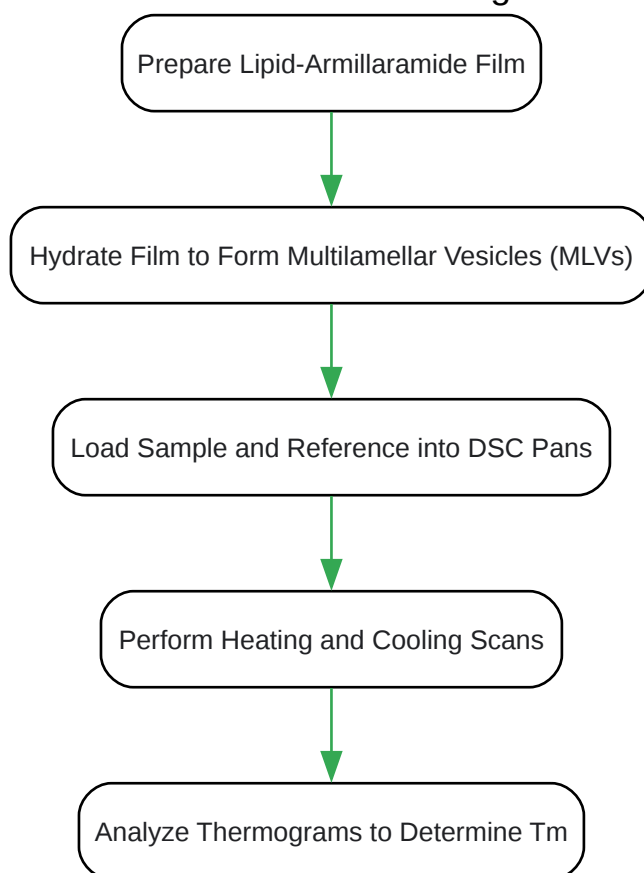 Prepare Lipid-Armillaramide Film
Hydrate Film to Form Multilamellar Vesicles (MLVs)
Load Sample and Reference into DSC Pans
Perform Heating and Cooling Scans
Analyze Thermograms to Determine Tm